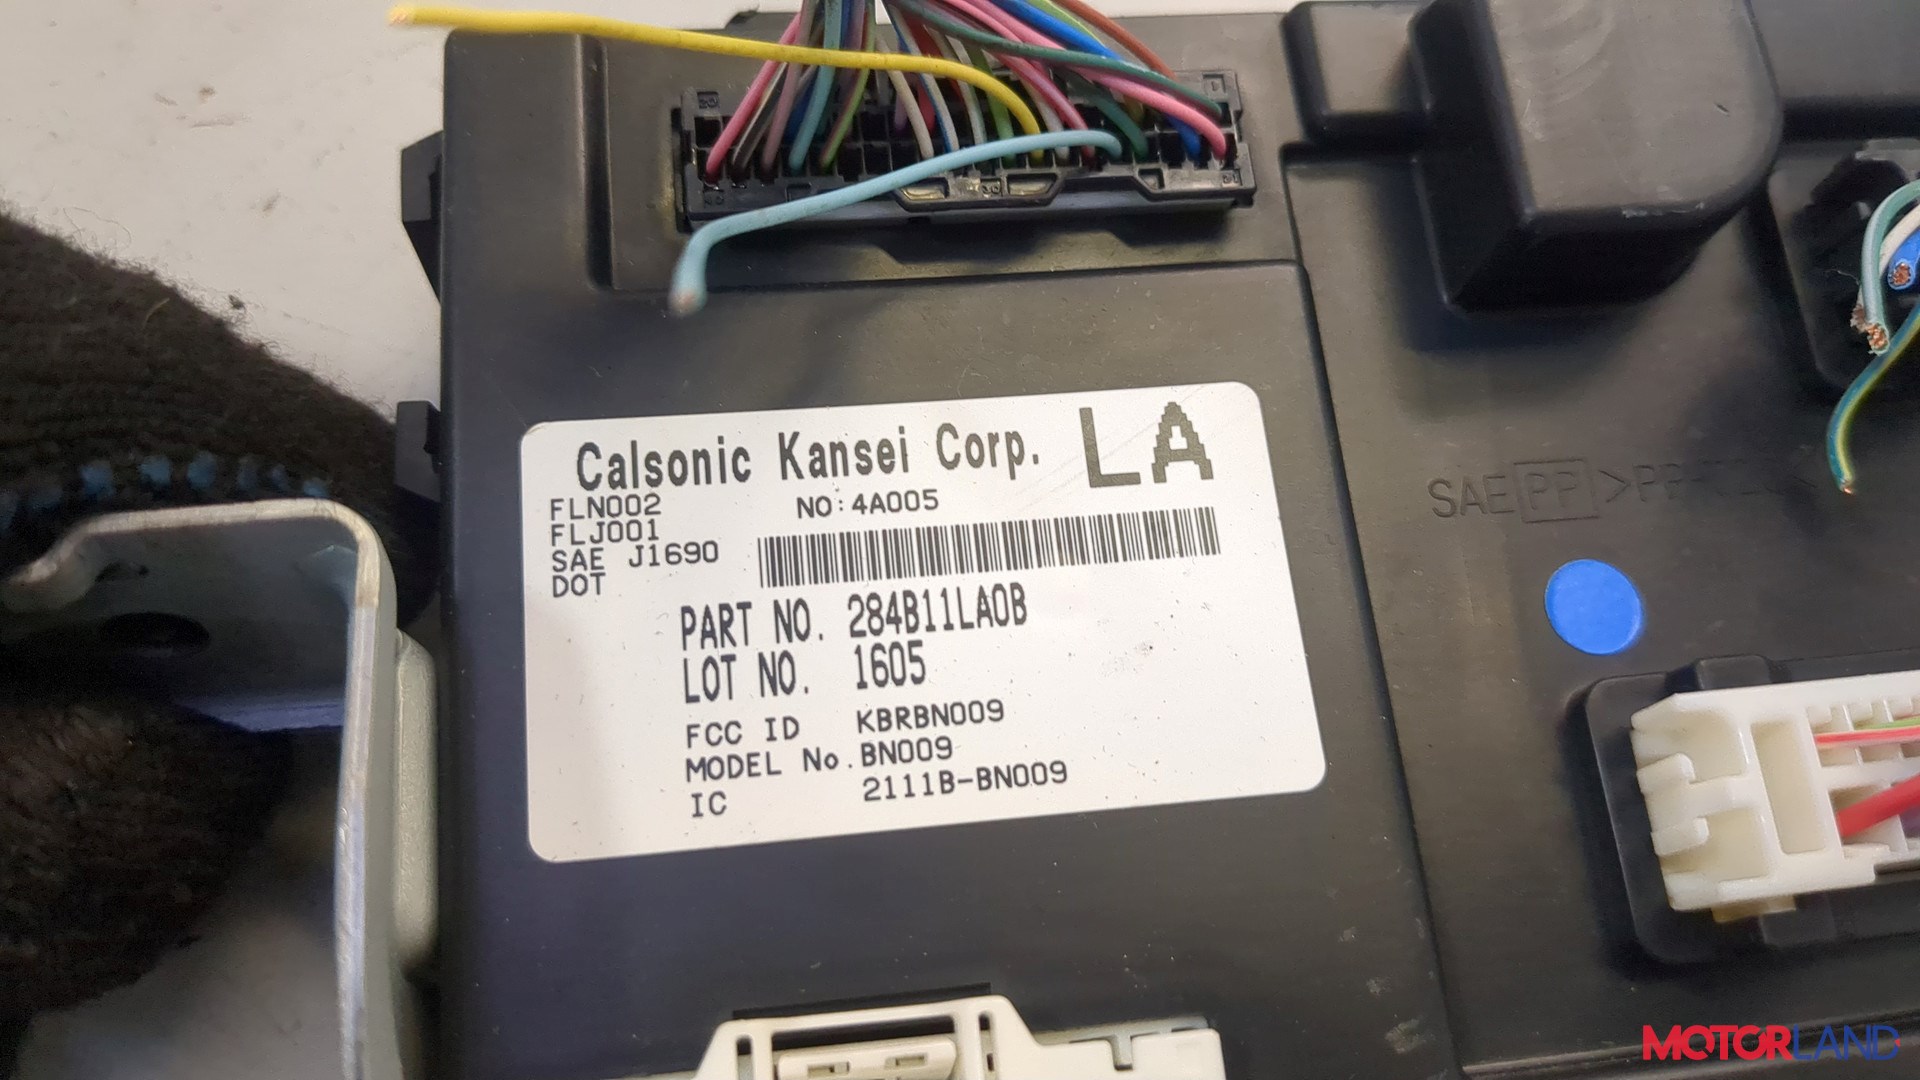 Calsonic Kansei Corp. LA
FLN002 NO:4A005
FLJ001
SAE J1690
DOT
PART NO. 284B11LA0B
LOT NO. 1605
FCC ID KBRBN009
MODEL No. BN009
IC 2111B-BN009
SAE PP
MOTORLAND